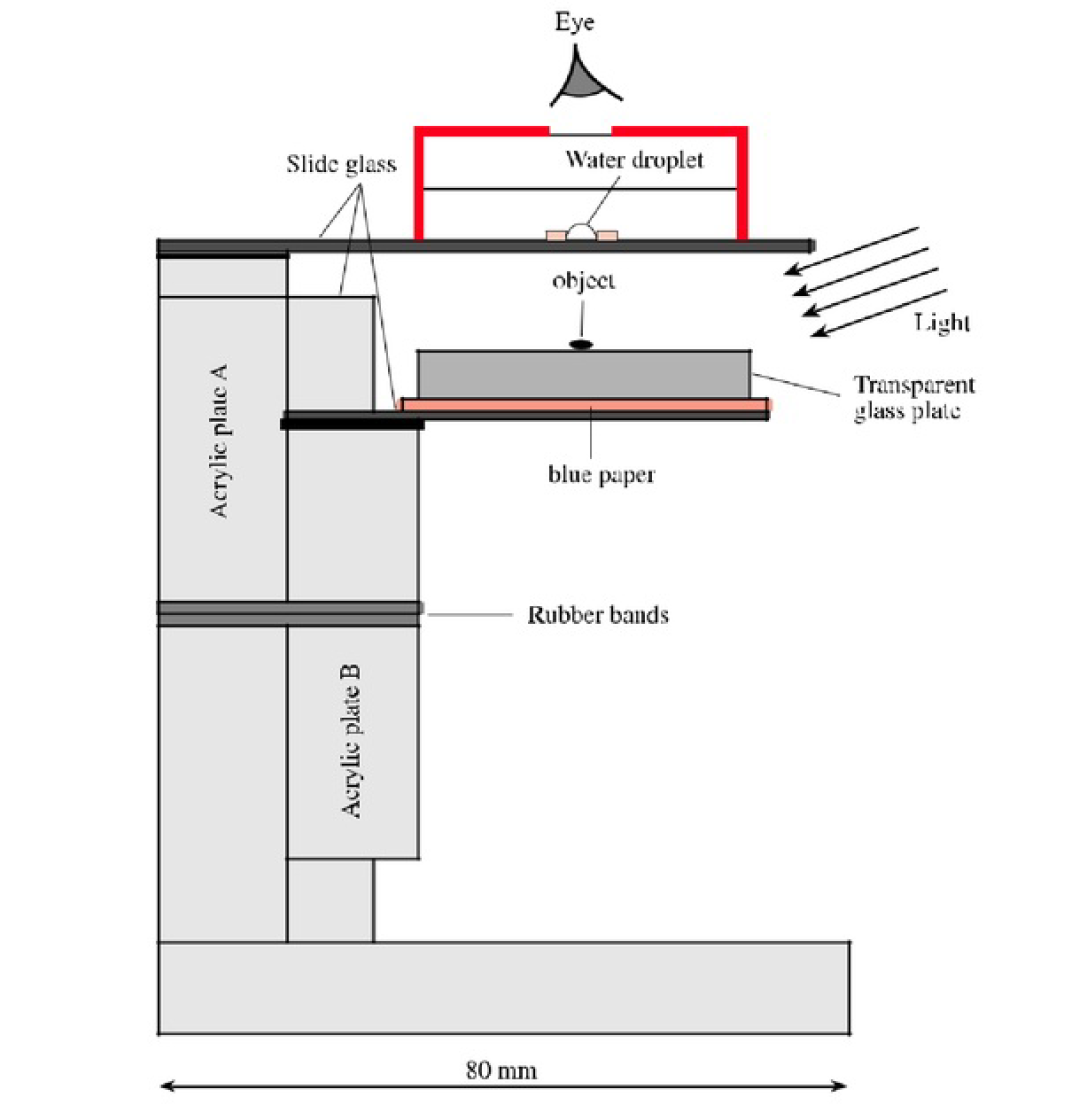 Eye
Water droplet
Slide glass
object
Light
Transparent
glass plate
Acrylic plate A
blue paper
Rubber bands
Acrylic plate B
80 mm